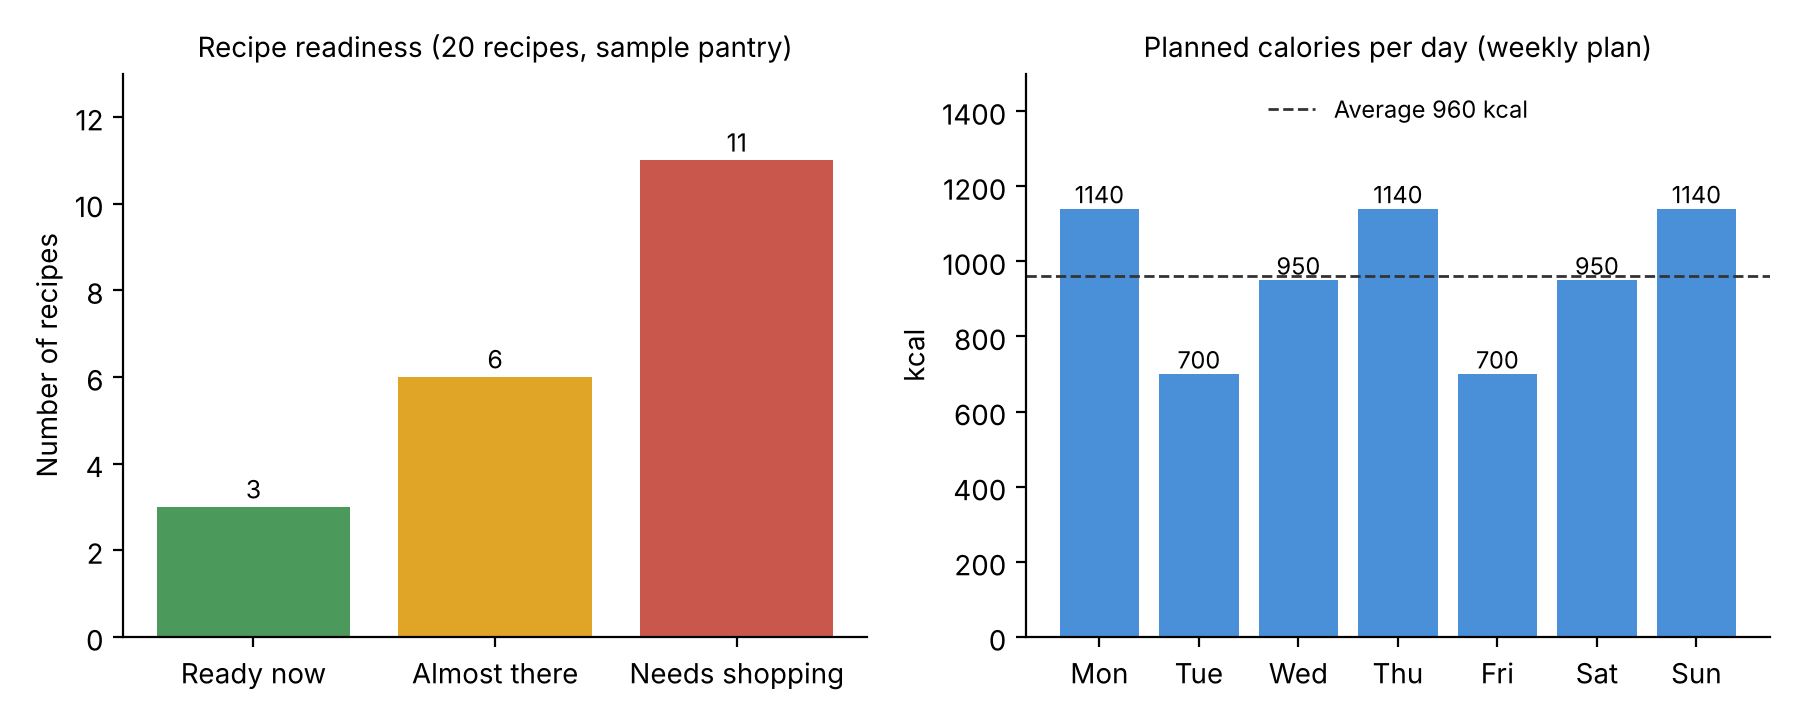 Recipe readiness (20 recipes, sample pantry)
Number of recipes
12
10
8
6
4
2
0
3
6
11
Ready now
Almost there
Needs shopping
Planned calories per day (weekly plan)
kcal
1400
1200
1000
800
600
400
200
0
Average 960 kcal
1140
700
950
1140
700
950
1140
Mon
Tue
Wed
Thu
Fri
Sat
Sun